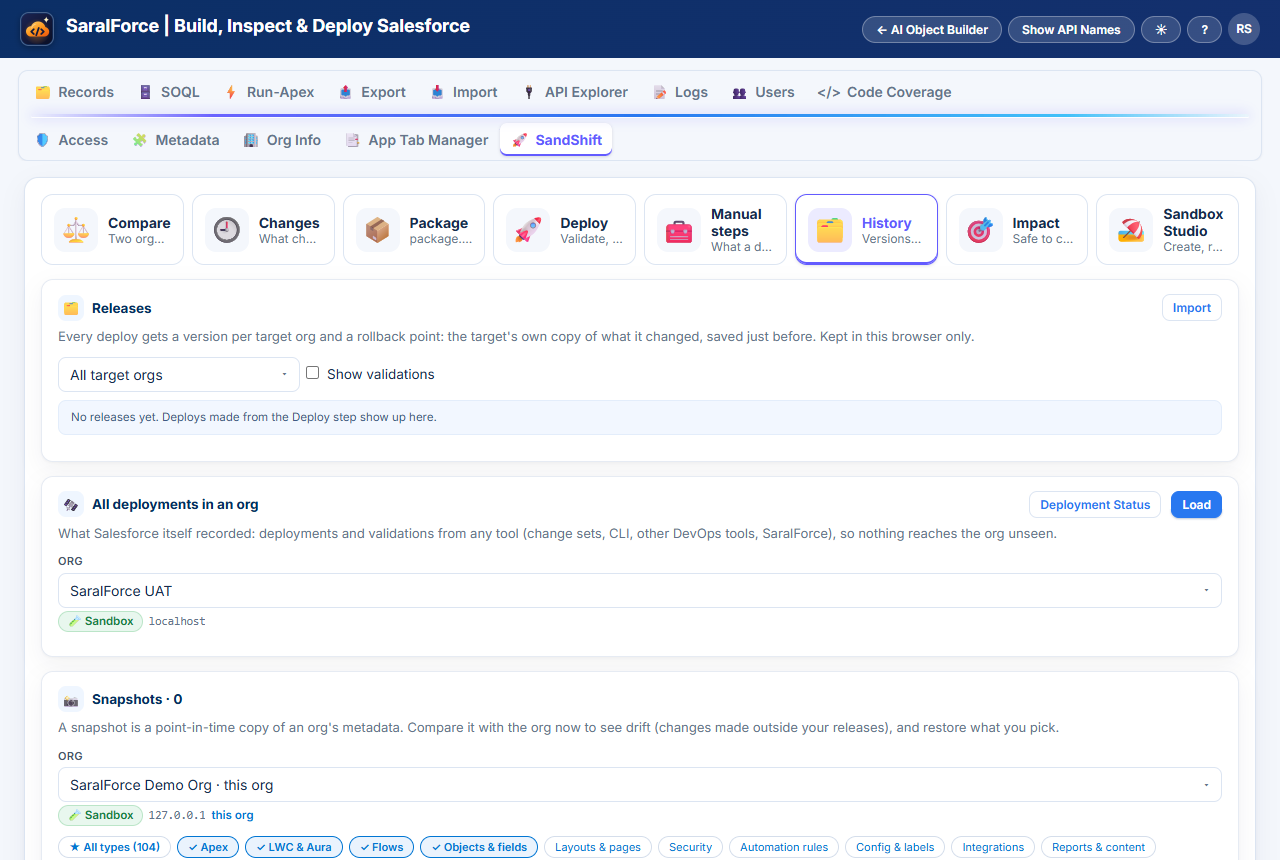 SaralForce | Build, Inspect & Deploy Salesforce
← AI Object Builder
Show API Names
?
RS
Records
SOQL
Run-Apex
Export
Import
API Explorer
Logs
Users
</> Code Coverage
Access
Metadata
Org Info
App Tab Manager
SandShift
Compare
Two org...
Changes
What ch...
Package
package....
Deploy
Validate, ...
Manual steps
What a d...
History
Versions...
Impact
Safe to c...
Sandbox Studio
Create, r...
Releases
Import
Every deploy gets a version per target org and a rollback point: the target's own copy of what it changed, saved just before. Kept in this browser only.
All target orgs
Show validations
No releases yet. Deploys made from the Deploy step show up here.
All deployments in an org
Deployment Status
Load
What Salesforce itself recorded: deployments and validations from any tool (change sets, CLI, other DevOps tools, SaralForce), so nothing reaches the org unseen.
ORG
SaralForce UAT
Sandbox
localhost
Snapshots · 0
A snapshot is a point-in-time copy of an org's metadata. Compare it with the org now to see drift (changes made outside your releases), and restore what you pick.
ORG
SaralForce Demo Org · this org
Sandbox
127.0.0.1 this org
★ All types (104)
✓ Apex
✓ LWC & Aura
✓ Flows
✓ Objects & fields
Layouts & pages
Security
Automation rules
Config & labels
Integrations
Reports & content